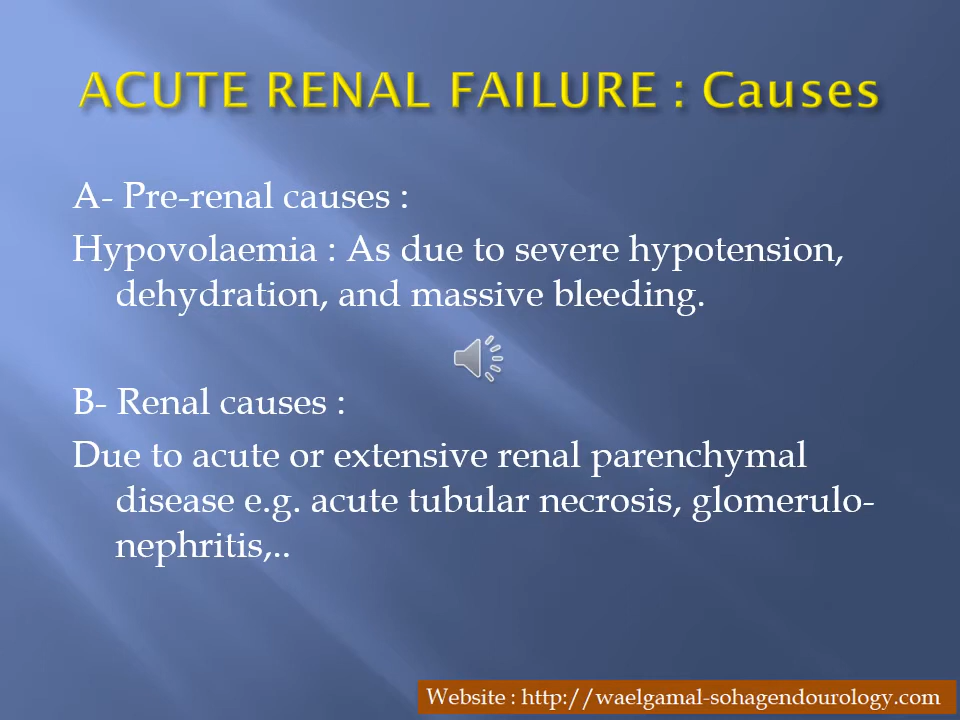 ACUTE RENAL FAILURE : Causes
A- Pre-renal causes :
Hypovolaemia : As due to severe hypotension,
dehydration, and massive bleeding.
B- Renal causes :
Due to acute or extensive renal parenchymal
disease e.g. acute tubular necrosis, glomerulo-
nephritis,..
Website : http://waelgamal-sohagendourology.com